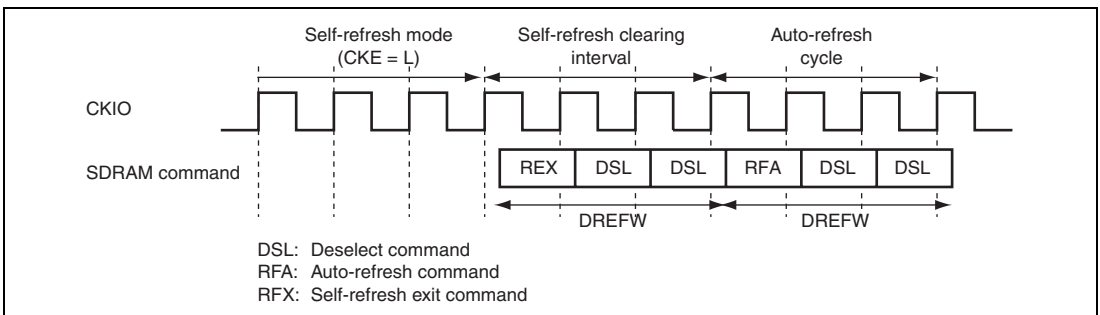 Self-refresh mode
(CKE = L)
Self-refresh clearing
interval
Auto-refresh
cycle
CKIO
SDRAM command
REX
DSL
DSL
RFA
DSL
DSL
DREFW
DREFW
DSL: Deselect command
RFA: Auto-refresh command
RFX: Self-refresh exit command